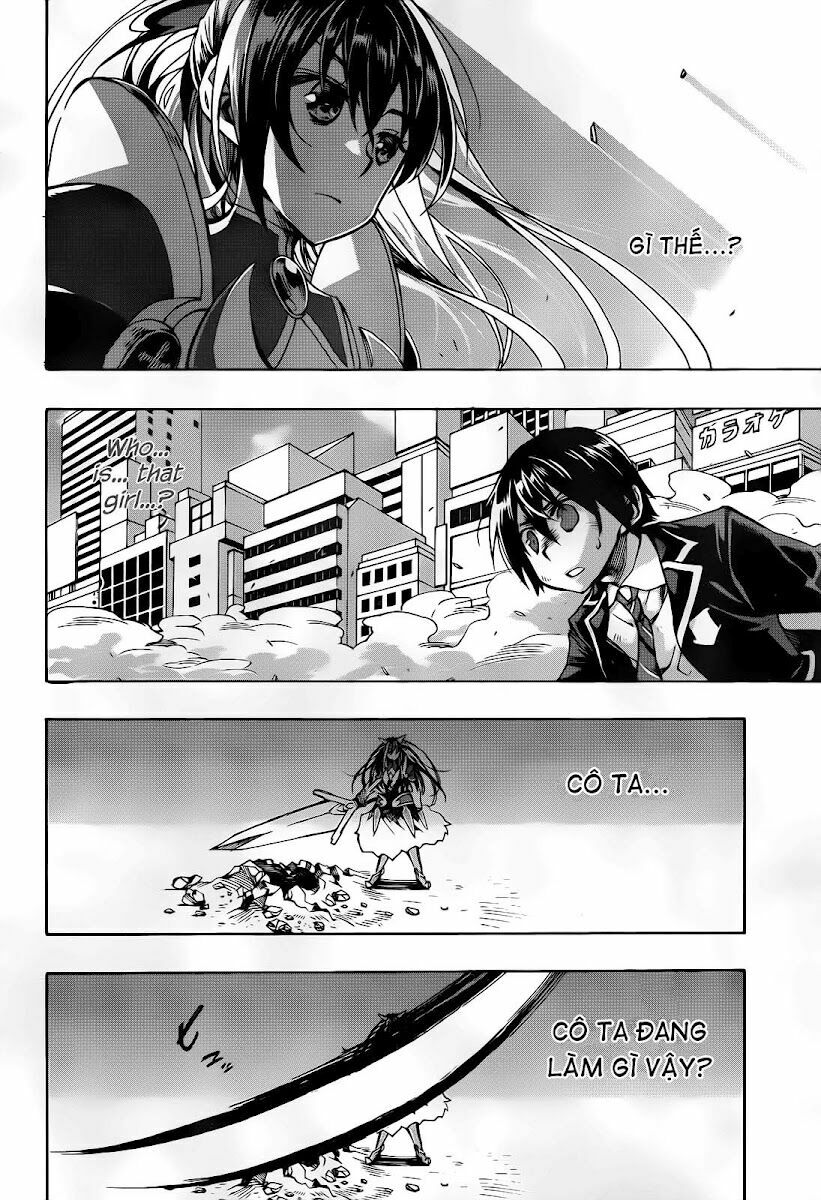 GÌ THẾ...?
Who...
is... that
girl...?
カラオケ
CÔ TA...
CÔ TA ĐANG
LÀM GÌ VẬY?